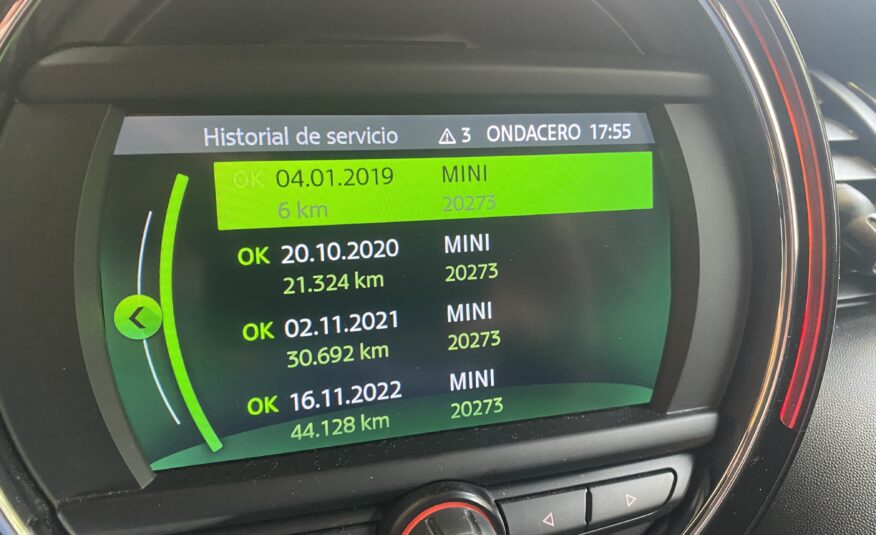 Historial de servicio ⚠ 3 ONDACERO 17:55
OK 04.01.2019 MINI
6 km 20273
OK 20.10.2020 MINI
21.324 km 20273
OK 02.11.2021 MINI
30.692 km 20273
OK 16.11.2022 MINI
44.128 km 20273